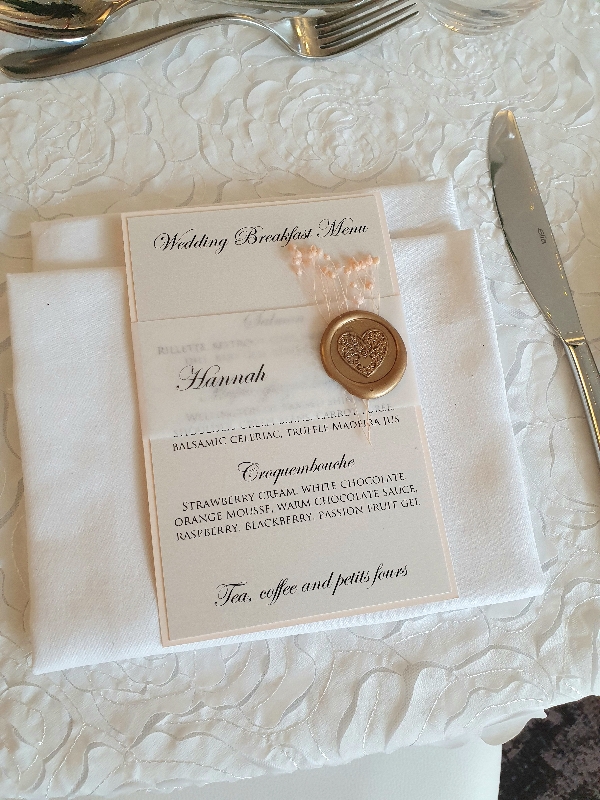 Wedding Breakfast Menu
Salmon
Hannah
BALSAMIC CELERIAC, TRUFFLE MADEIRA JUS
Croquembouche
STRAWBERRY CREAM, WHITE CHOCOLATE
ORANGE MOUSSE, WARM CHOCOLATE SAUCE,
RASPBERRY, BLACKBERRY, PASSION FRUIT GEL
Tea, coffee and petits fours